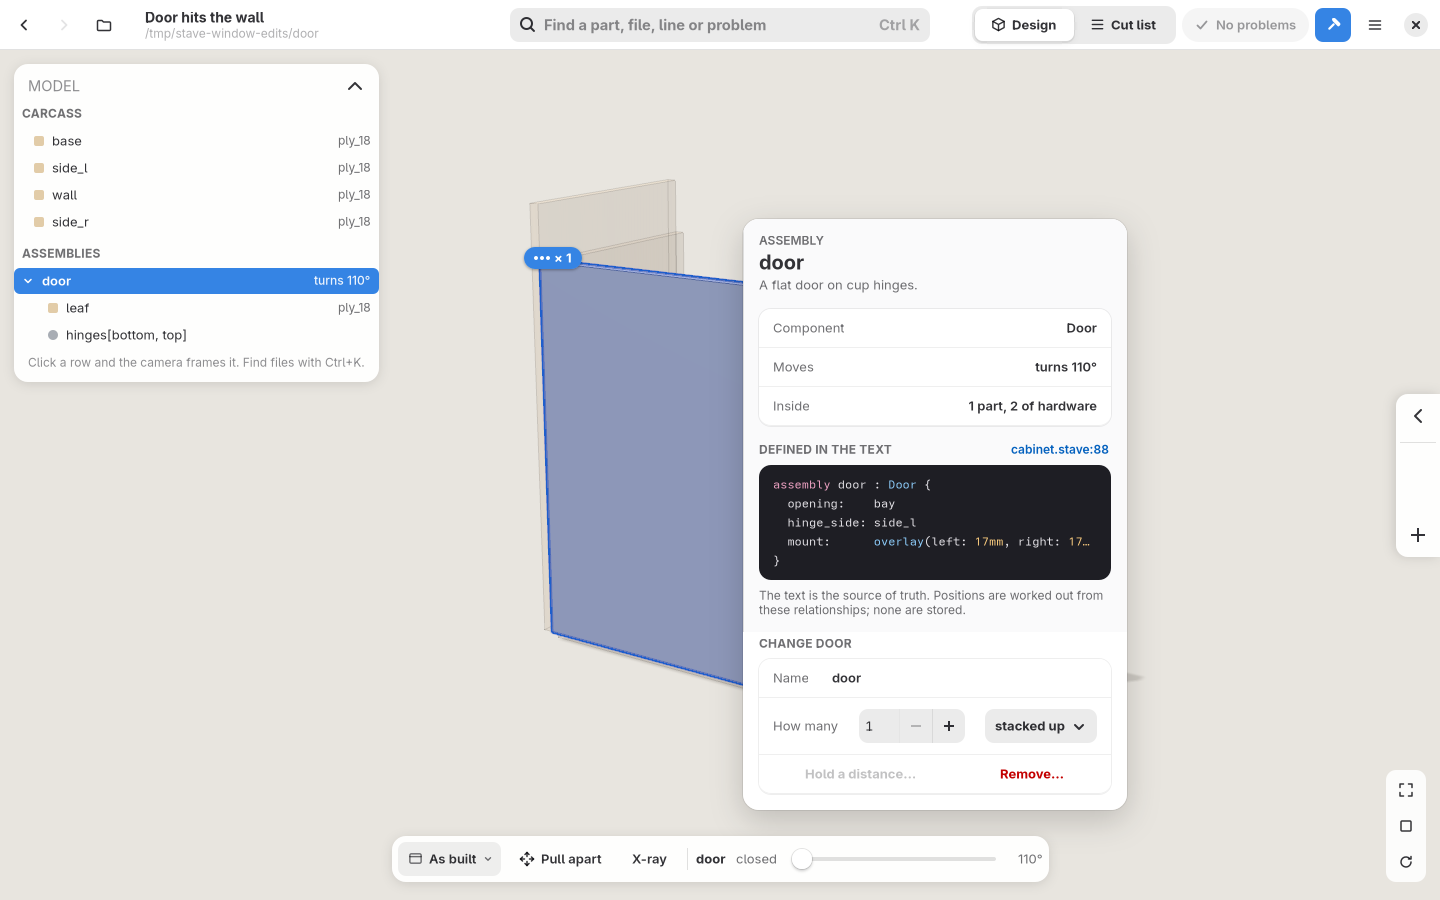 Door hits the wall
/tmp/stave-window-edits/door
Find a part, file, line or problem
Ctrl K
Design
Cut list
No problems
MODEL
CARCASS
base
ply_18
side_l
ply_18
wall
ply_18
side_r
ply_18
ASSEMBLIES
door
turns 110°
leaf
ply_18
hinges[bottom, top]
Click a row and the camera frames it. Find files with Ctrl+K.
••• × 1
ASSEMBLY
door
A flat door on cup hinges.
Component
Door
Moves
turns 110°
Inside
1 part, 2 of hardware
DEFINED IN THE TEXT
cabinet.stave:88
assembly door : Door {
opening: bay
hinge_side: side_l
mount: overlay(left: 17mm, right: 17…
}
The text is the source of truth. Positions are worked out from
these relationships; none are stored.
CHANGE DOOR
Name
door
How many
1
stacked up
Hold a distance…
Remove…
As built
Pull apart
X-ray
door
closed
110°